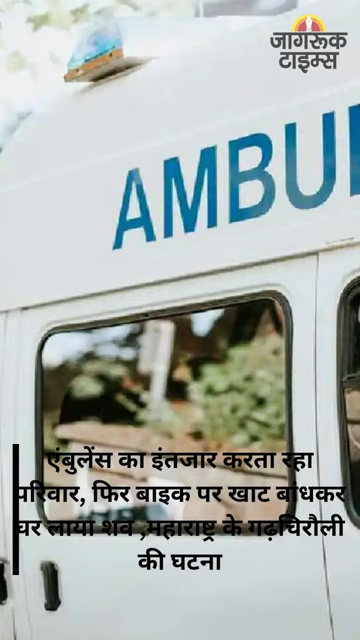 जागरूक
टाइम्स
AMBU
एंबुलेंस का इंतजार करता रहा
परिवार, फिर बाइक पर खाट बांधकर
घर लाया शव ,महाराष्ट्र के गढ़चिरौली
की घटना